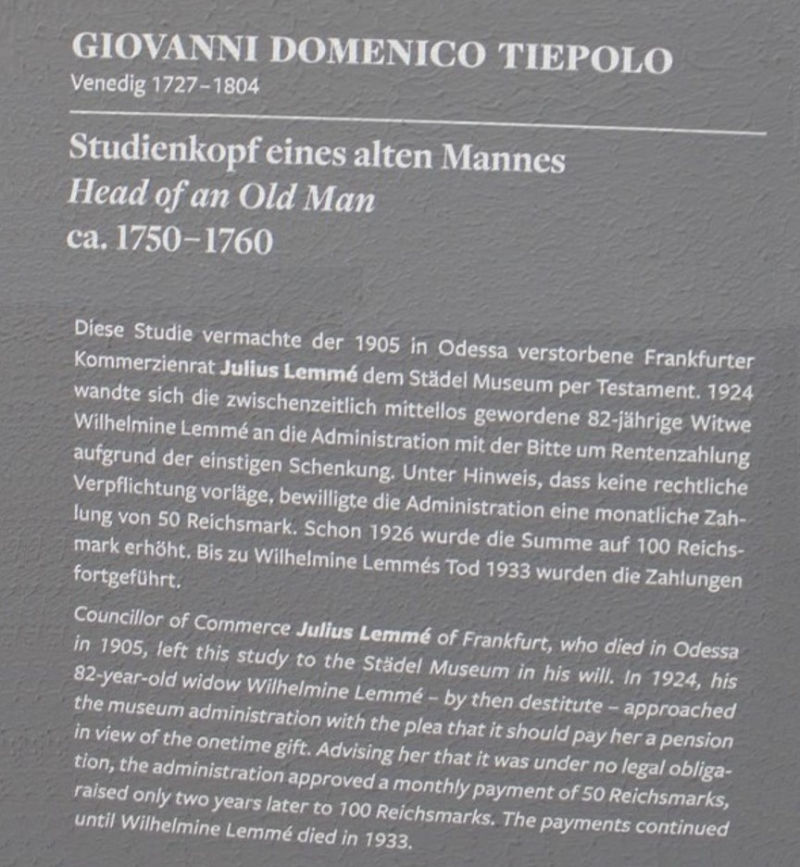 GIOVANNI DOMENICO TIEPOLO
Venedig 1727–1804
Studienkopf eines alten Mannes
Head of an Old Man
ca. 1750–1760
Diese Studie vermachte der 1905 in Odessa verstorbene Frankfurter
Kommerzienrat Julius Lemmé dem Städel Museum per Testament. 1924
wandte sich die zwischenzeitlich mittellos gewordene 82-jährige Witwe
Wilhelmine Lemmé an die Administration mit der Bitte um Rentenzahlung
aufgrund der einstigen Schenkung. Unter Hinweis, dass keine rechtliche
Verpflichtung vorläge, bewilligte die Administration eine monatliche Zah-
lung von 50 Reichsmark. Schon 1926 wurde die Summe auf 100 Reichs-
mark erhöht. Bis zu Wilhelmine Lemmés Tod 1933 wurden die Zahlungen
fortgeführt.
Councillor of Commerce Julius Lemmé of Frankfurt, who died in Odessa
in 1905, left this study to the Städel Museum in his will. In 1924, his
82-year-old widow Wilhelmine Lemmé – by then destitute – approached
the museum administration with the plea that it should pay her a pension
in view of the onetime gift. Advising her that it was under no legal obliga-
tion, the administration approved a monthly payment of 50 Reichsmarks,
raised only two years later to 100 Reichsmarks. The payments continued
until Wilhelmine Lemmé died in 1933.